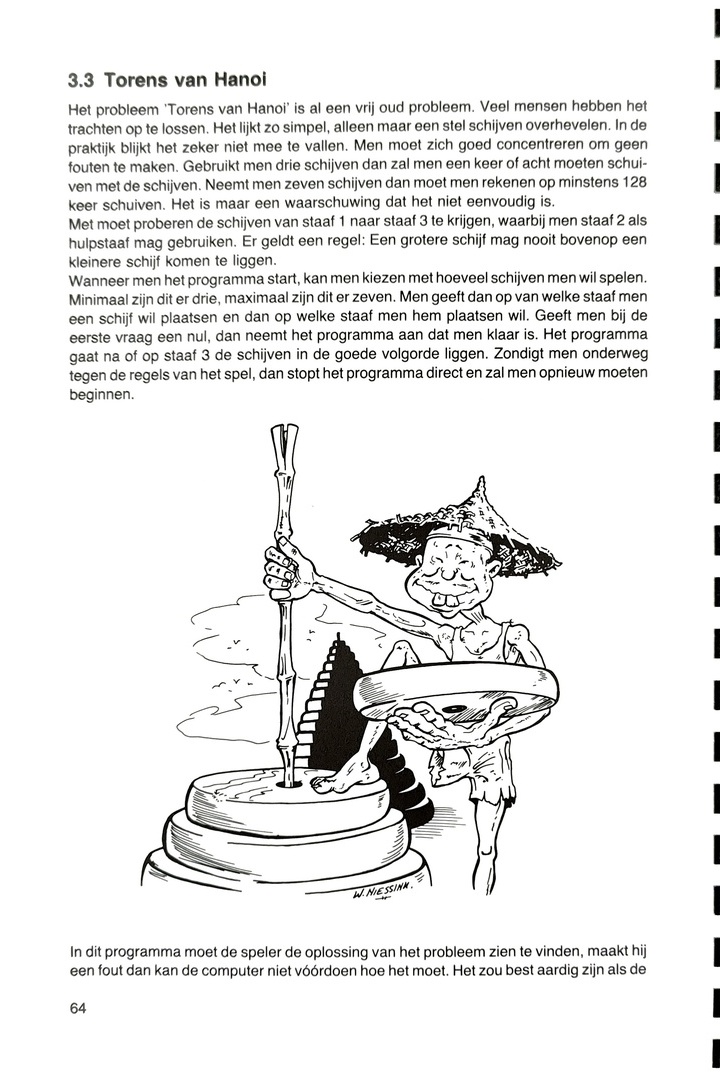 3.3 Torens van Hanoi
Het probleem 'Torens van Hanoi' is al een vrij oud probleem. Veel mensen hebben het
trachten op te lossen. Het lijkt zo simpel, alleen maar een stel schijven overhevelen. In de
praktijk blijkt het zeker niet mee te vallen. Men moet zich goed concentreren om geen
fouten te maken. Gebruikt men drie schijven dan zal men een keer of acht moeten schui-
ven met de schijven. Neemt men zeven schijven dan moet men rekenen op minstens 128
keer schuiven. Het is maar een waarschuwing dat het niet eenvoudig is.
Met moet proberen de schijven van staaf 1 naar staaf 3 te krijgen, waarbij men staaf 2 als
hulpstaaf mag gebruiken. Er geldt een regel: Een grotere schijf mag nooit bovenop een
kleinere schijf komen te liggen.
Wanneer men het programma start, kan men kiezen met hoeveel schijven men wil spelen.
Minimaal zijn dit er drie, maximaal zijn dit er zeven. Men geeft dan op van welke staaf men
een schijf wil plaatsen en dan op welke staaf men hem plaatsen wil. Geeft men bij de
eerste vraag een nul, dan neemt het programma aan dat men klaar is. Het programma
gaat na of op staaf 3 de schijven in de goede volgorde liggen. Zondigt men onderweg
tegen de regels van het spel, dan stopt het programma direct en zal men opnieuw moeten
beginnen.
W. NIESSINK.
In dit programma moet de speler de oplossing van het probleem zien te vinden, maakt hij
een fout dan kan de computer niet vóórdoen hoe het moet. Het zou best aardig zijn als de
64